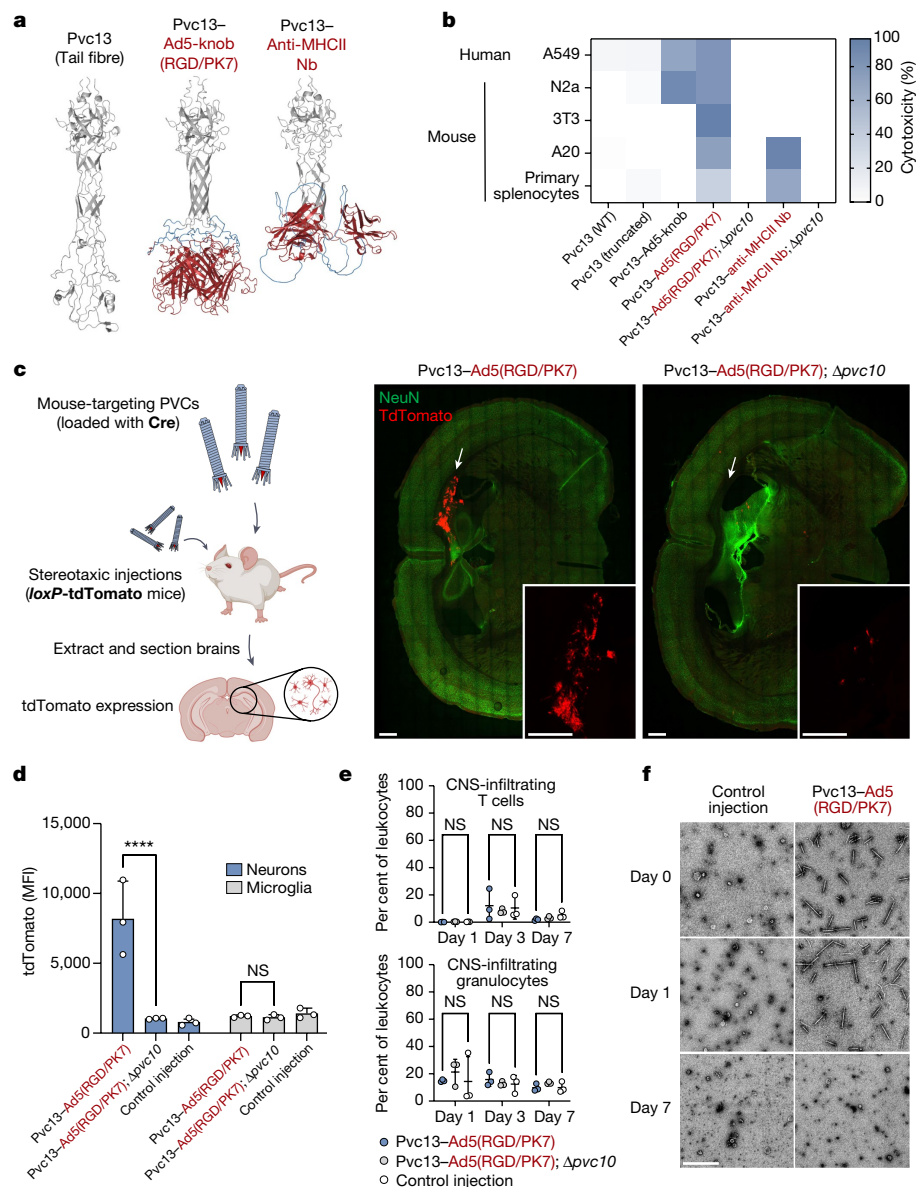 a
Pvc13
(Tail fibre)
Pvc13–
Ad5-knob
(RGD/PK7)
Pvc13–
Anti-MHCII
Nb
b
Human
Mouse
A549
N2a
3T3
A20
Primary
splenocytes
Pvc13 (WT)
Pvc13 (truncated)
Pvc13–Ad5-knob
Pvc13–Ad5(RGD/PK7)
Pvc13–Ad5(RGD/PK7); Δpvc10
Pvc13–anti-MHCII Nb
Pvc13–anti-MHCII Nb; Δpvc10
100
80
60
40
20
0
Cytotoxicity (%)
c
Mouse-targeting PVCs
(loaded with Cre)
Stereotaxic injections
(loxP-tdTomato mice)
Extract and section brains
tdTomato expression
Pvc13–Ad5(RGD/PK7)
NeuN
TdTomato
Pvc13–Ad5(RGD/PK7); Δpvc10
d
tdTomato (MFI)
15,000
10,000
5,000
0
****
NS
Neurons
Microglia
Pvc13–Ad5(RGD/PK7)
Pvc13–Ad5(RGD/PK7); Δpvc10
Control injection
Pvc13–Ad5(RGD/PK7)
Pvc13–Ad5(RGD/PK7); Δpvc10
Control injection
e
CNS-infiltrating
T cells
Per cent of leukocytes
100
80
60
40
20
0
NS
NS
NS
Day 1
Day 3
Day 7
CNS-infiltrating
granulocytes
Per cent of leukocytes
100
80
60
40
20
0
NS
NS
NS
Day 1
Day 3
Day 7
Pvc13–Ad5(RGD/PK7)
Pvc13–Ad5(RGD/PK7); Δpvc10
Control injection
f
Control
injection
Pvc13–Ad5
(RGD/PK7)
Day 0
Day 1
Day 7